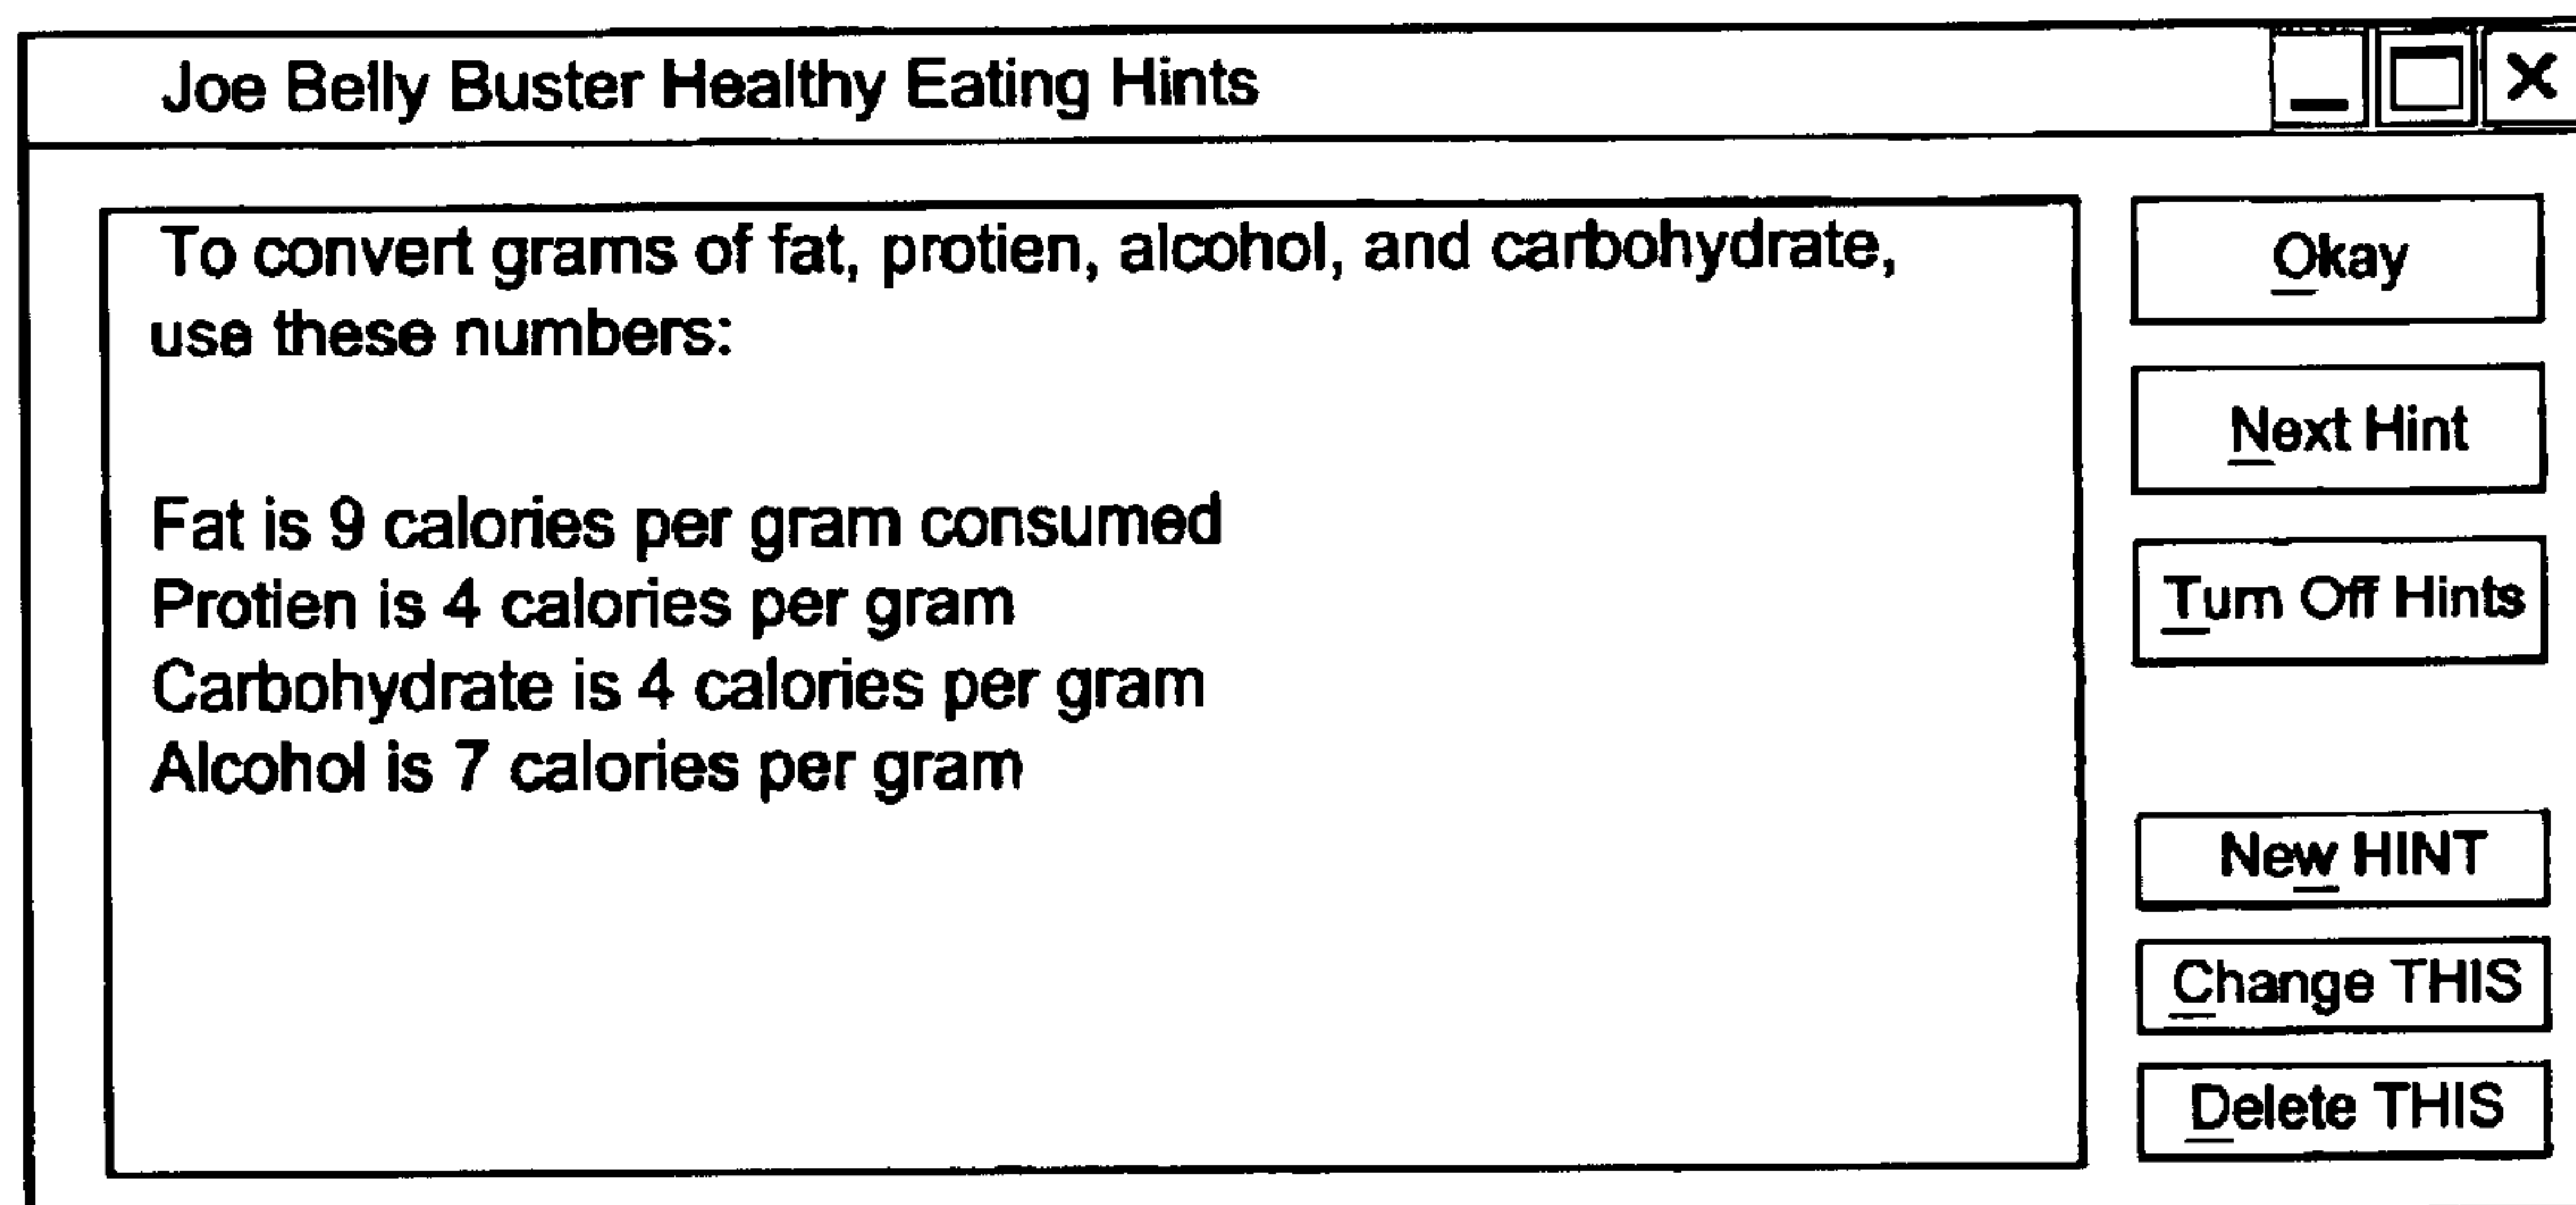 Joe Belly Buster Healthy Eating Hints
To convert grams of fat, protien, alcohol, and carbohydrate,
use these numbers:
Fat is 9 calories per gram consumed
Protien is 4 calories per gram
Carbohydrate is 4 calories per gram
Alcohol is 7 calories per gram
Okay
Next Hint
Turn Off Hints
New HINT
Change THIS
Delete THIS